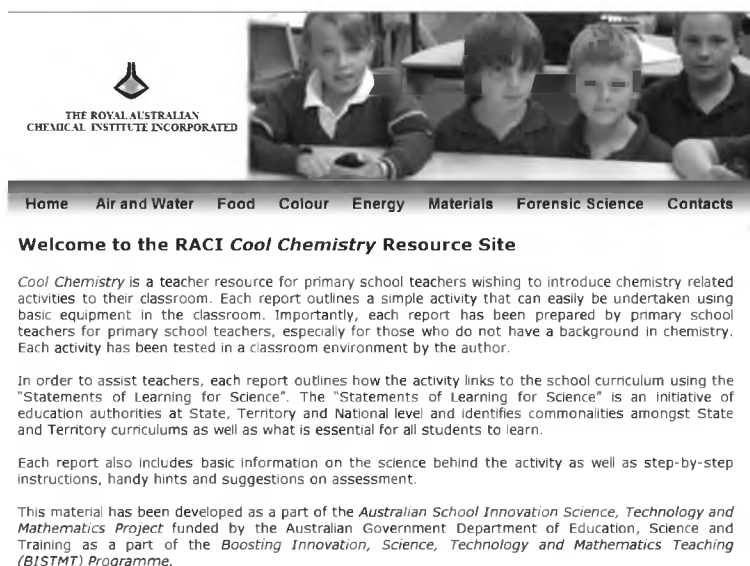 THE ROYAL AUSTRALIAN
CHEMICAL INSTITUTE INCORPORATED
Home Air and Water Food Colour Energy Materials Forensic Science Contacts
Welcome to the RACI Cool Chemistry Resource Site
Cool Chemistry is a teacher resource for primary school teachers wishing to introduce chemistry related
activities to their classroom. Each report outlines a simple activity that can easily be undertaken using
basic equipment in the classroom. Importantly, each report has been prepared by primary school
teachers for primary school teachers, especially for those who do not have a background in chemistry.
Each activity has been tested in a classroom environment by the author.
In order to assist teachers, each report outlines how the activity links to the school curriculum using the
"Statements of Learning for Science". The "Statements of Learning for Science" is an initiative of
education authorities at State, Territory and National level and identifies commonalities amongst State
and Territory curriculums as well as what is essential for all students to learn.
Each report also includes basic information on the science behind the activity as well as step-by-step
instructions, handy hints and suggestions on assessment.
This material has been developed as a part of the Australian School Innovation Science, Technology and
Mathematics Project funded by the Australian Government Department of Education, Science and
Training as a part of the Boosting Innovation, Science, Technology and Mathematics Teaching
(BISTMT) Programme.